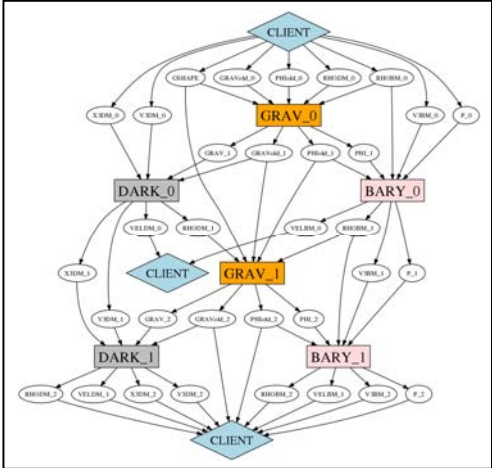 CLIENT
GSHAPE GRAVold_0 PHIold_0 RHODM_0 RHOBM_0
X3DM_0 V3DM_0 V3BM_0 P_0
GRAV_0
GRAV_1 GRAVold_1 PHIold_1 PHI_1
DARK_0 BARY_0
VELDM_0 RHODM_1 VELBM_0 RHOBM_1
X3DM_1 CLIENT GRAV_1 V3BM_1 P_1
V3DM_1 GRAV_2 GRAVold_2 PHIold_2 PHI_2
DARK_1 BARY_1
RHODM_2 VELDM_1 X3DM_2 V3DM_2 RHOBM_2 VELBM_1 V3BM_2 P_2
CLIENT